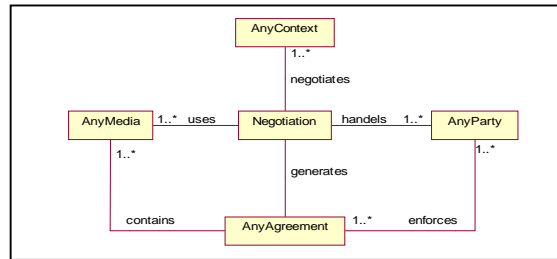 AnyContext
1..*
negotiates
AnyMedia
1..* uses
Negotiation
handels
1..*
AnyParty
1..*
1..*
generates
contains
AnyAgreement
1..*
enforces